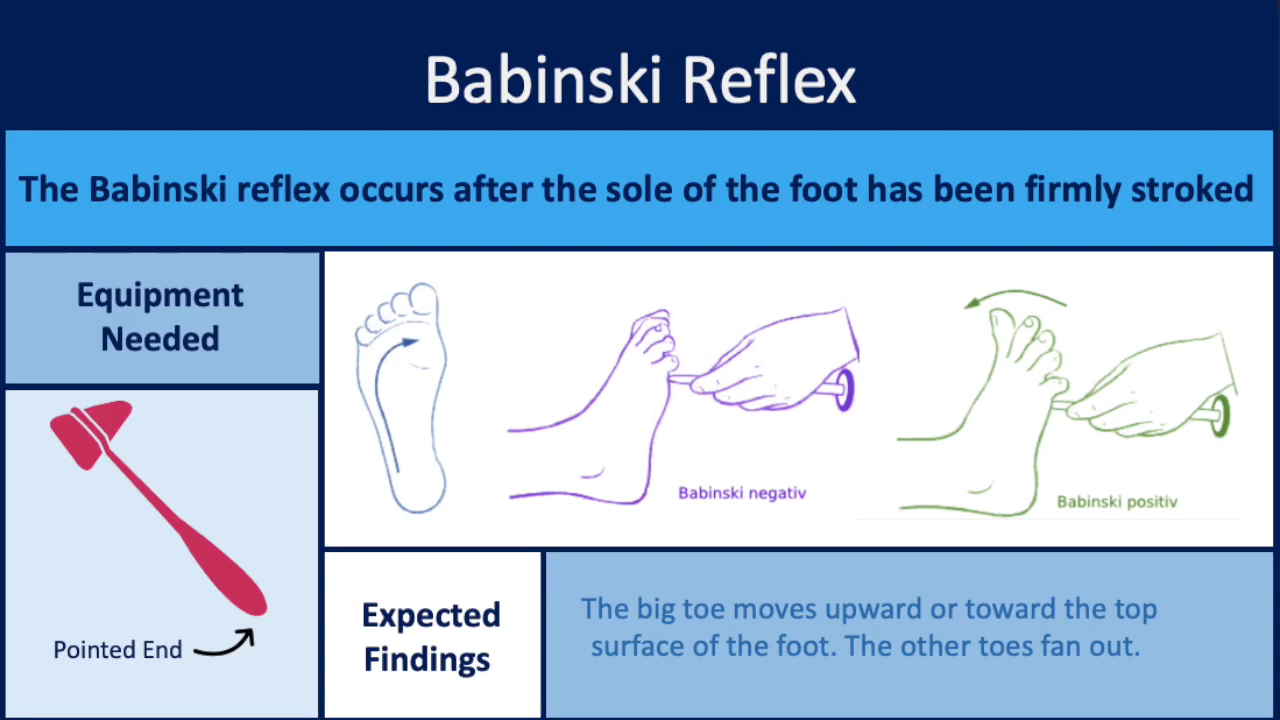 Babinski Reflex
The Babinski reflex occurs after the sole of the foot has been firmly stroked
Equipment
Needed
Pointed End
Babinski negativ
Babinski positiv
Expected
Findings
The big toe moves upward or toward the top
surface of the foot. The other toes fan out.